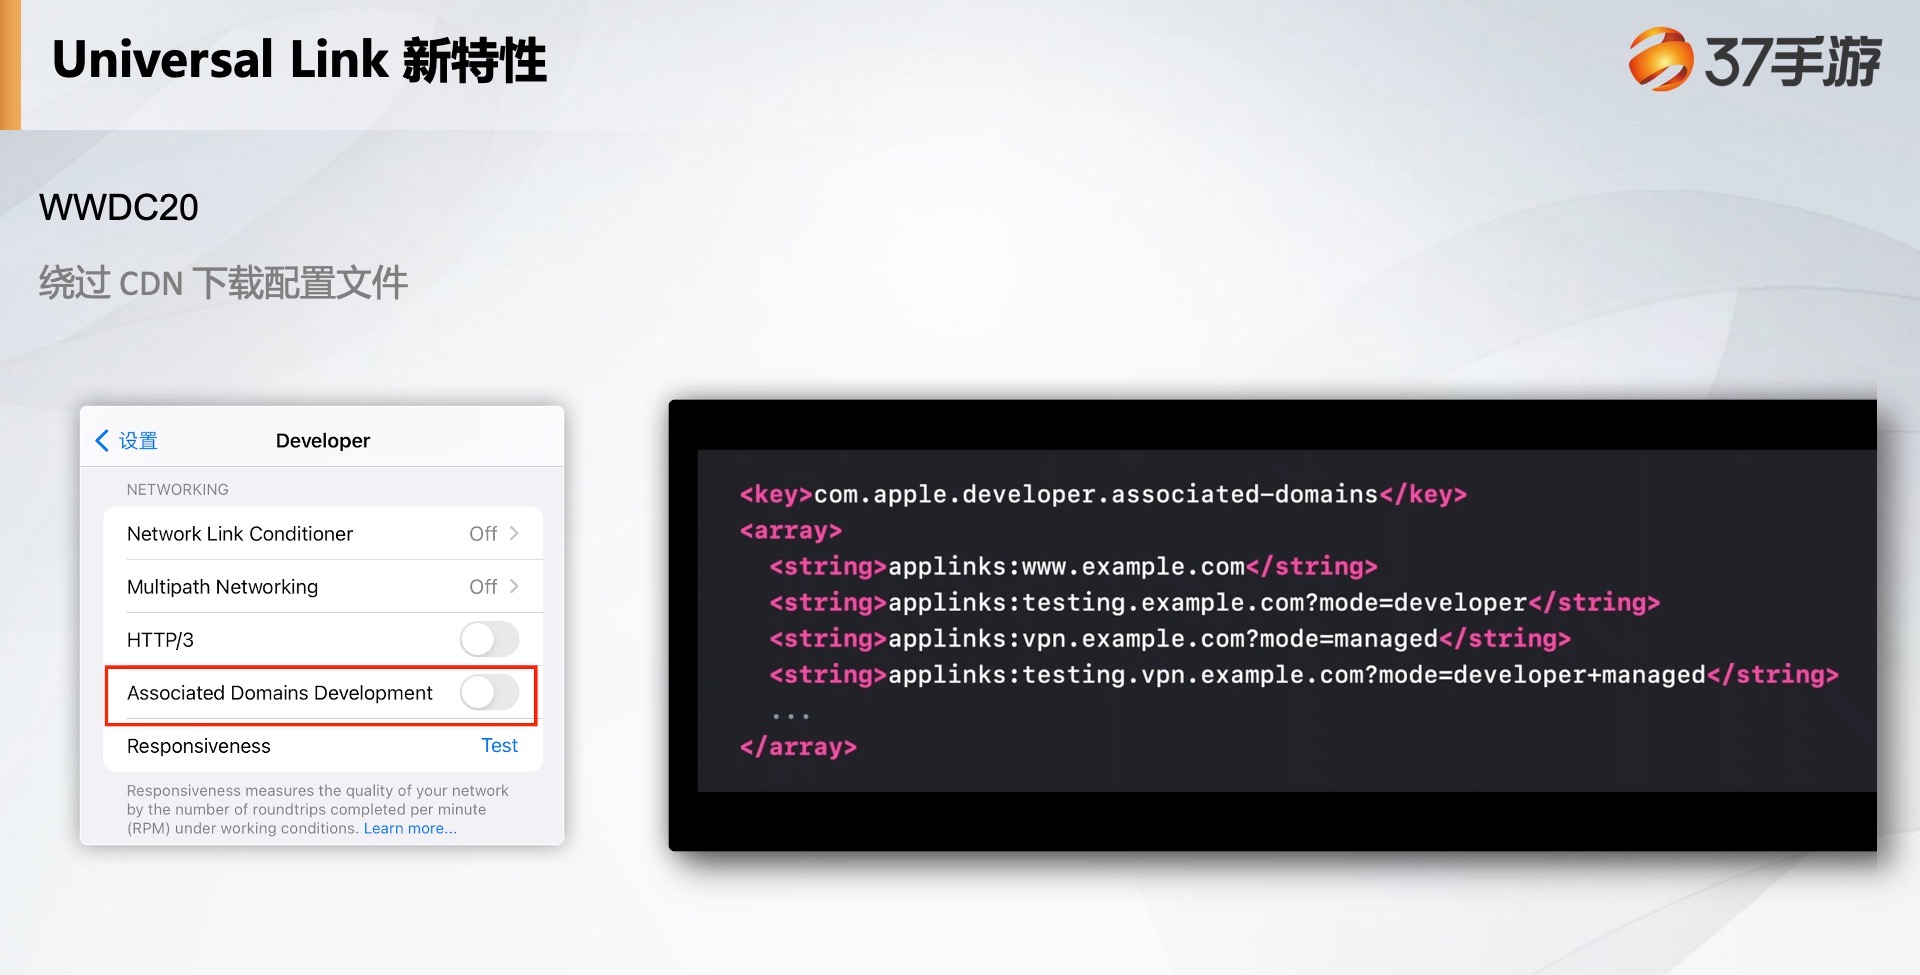 Universal Link 新特性
37手游
WWDC20
绕过 CDN 下载配置文件
设置
Developer
NETWORKING
Network Link Conditioner Off
Multipath Networking Off
HTTP/3
Associated Domains Development
Responsiveness Test
Responsiveness measures the quality of your network
by the number of roundtrips completed per minute
(RPM) under working conditions. Learn more...
<key>com.apple.developer.associated-domains</key>
<array>
<string>applinks:www.example.com</string>
<string>applinks:testing.example.com?mode=developer</string>
<string>applinks:vpn.example.com?mode=managed</string>
<string>applinks:testing.vpn.example.com?mode=developer+managed</string>
...
</array>